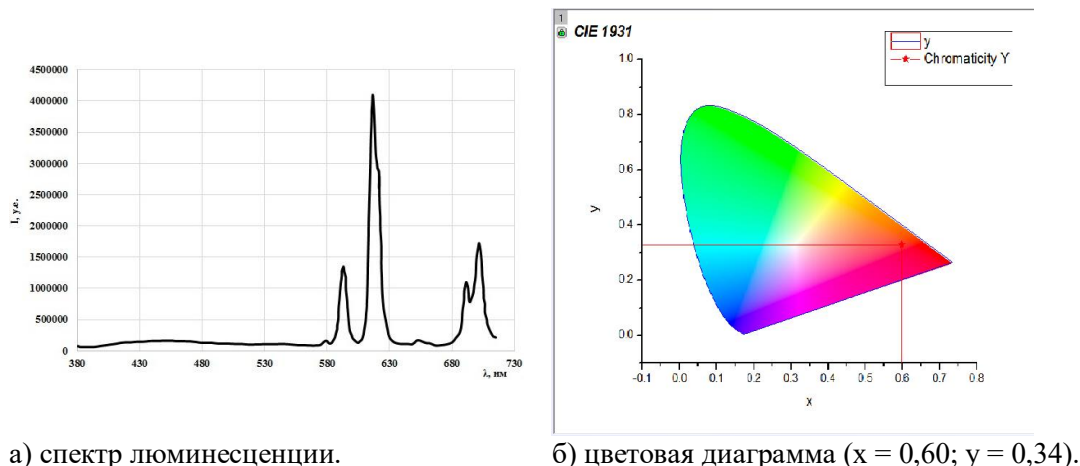 4500000
4000000
3500000
3000000
2500000
2000000
1500000
1000000
500000
0
I, у.е.
380 430 480 530 580 630 680 730
λ, нм
1
CIE 1931
y
Chromaticity Y
1.0
0.8
0.6
0.4
0.2
0.0
y
-0.1 0.0 0.1 0.2 0.3 0.4 0.5 0.6 0.7 0.8
x
а) спектр люминесценции.
б) цветовая диаграмма (x = 0,60; y = 0,34).